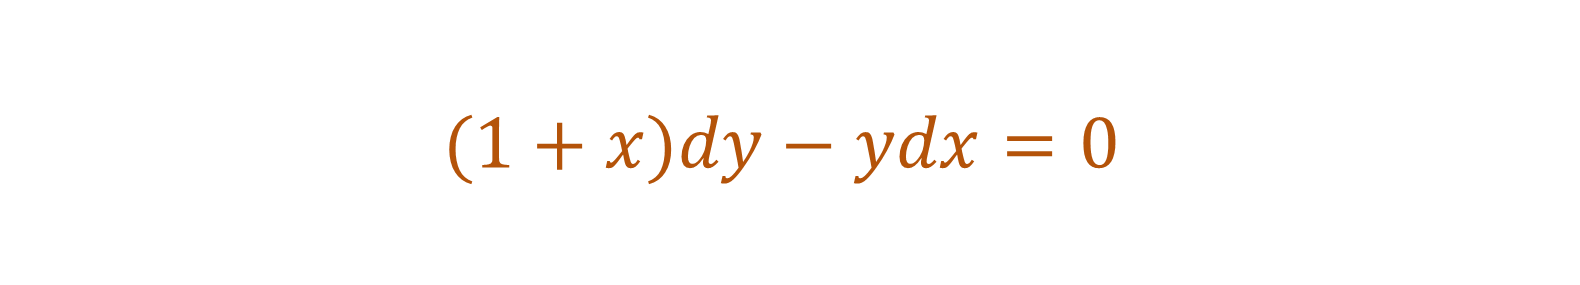 (1 + x)dy − ydx = 0